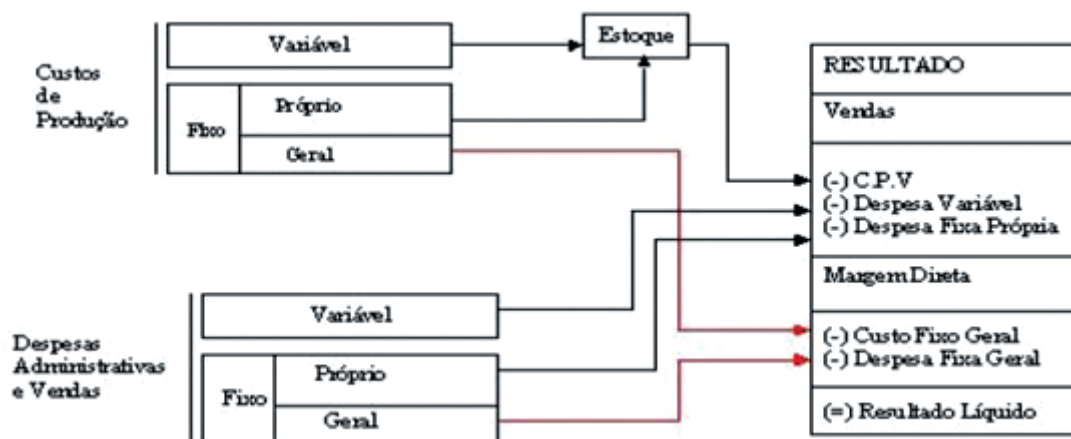 Custos
de
Produção
Variável
Fixo
Próprio
Geral
Estoque
Despesas
Administrativas
e Vendas
Variável
Fixo
Próprio
Geral
RESULTADO
Vendas
(-) C.P.V
(-) Despesa Variável
(-) Despesa Fixa Própria
Margem Direta
(-) Custo Fixo Geral
(-) Despesa Fixa Geral
(=) Resultado Líquido